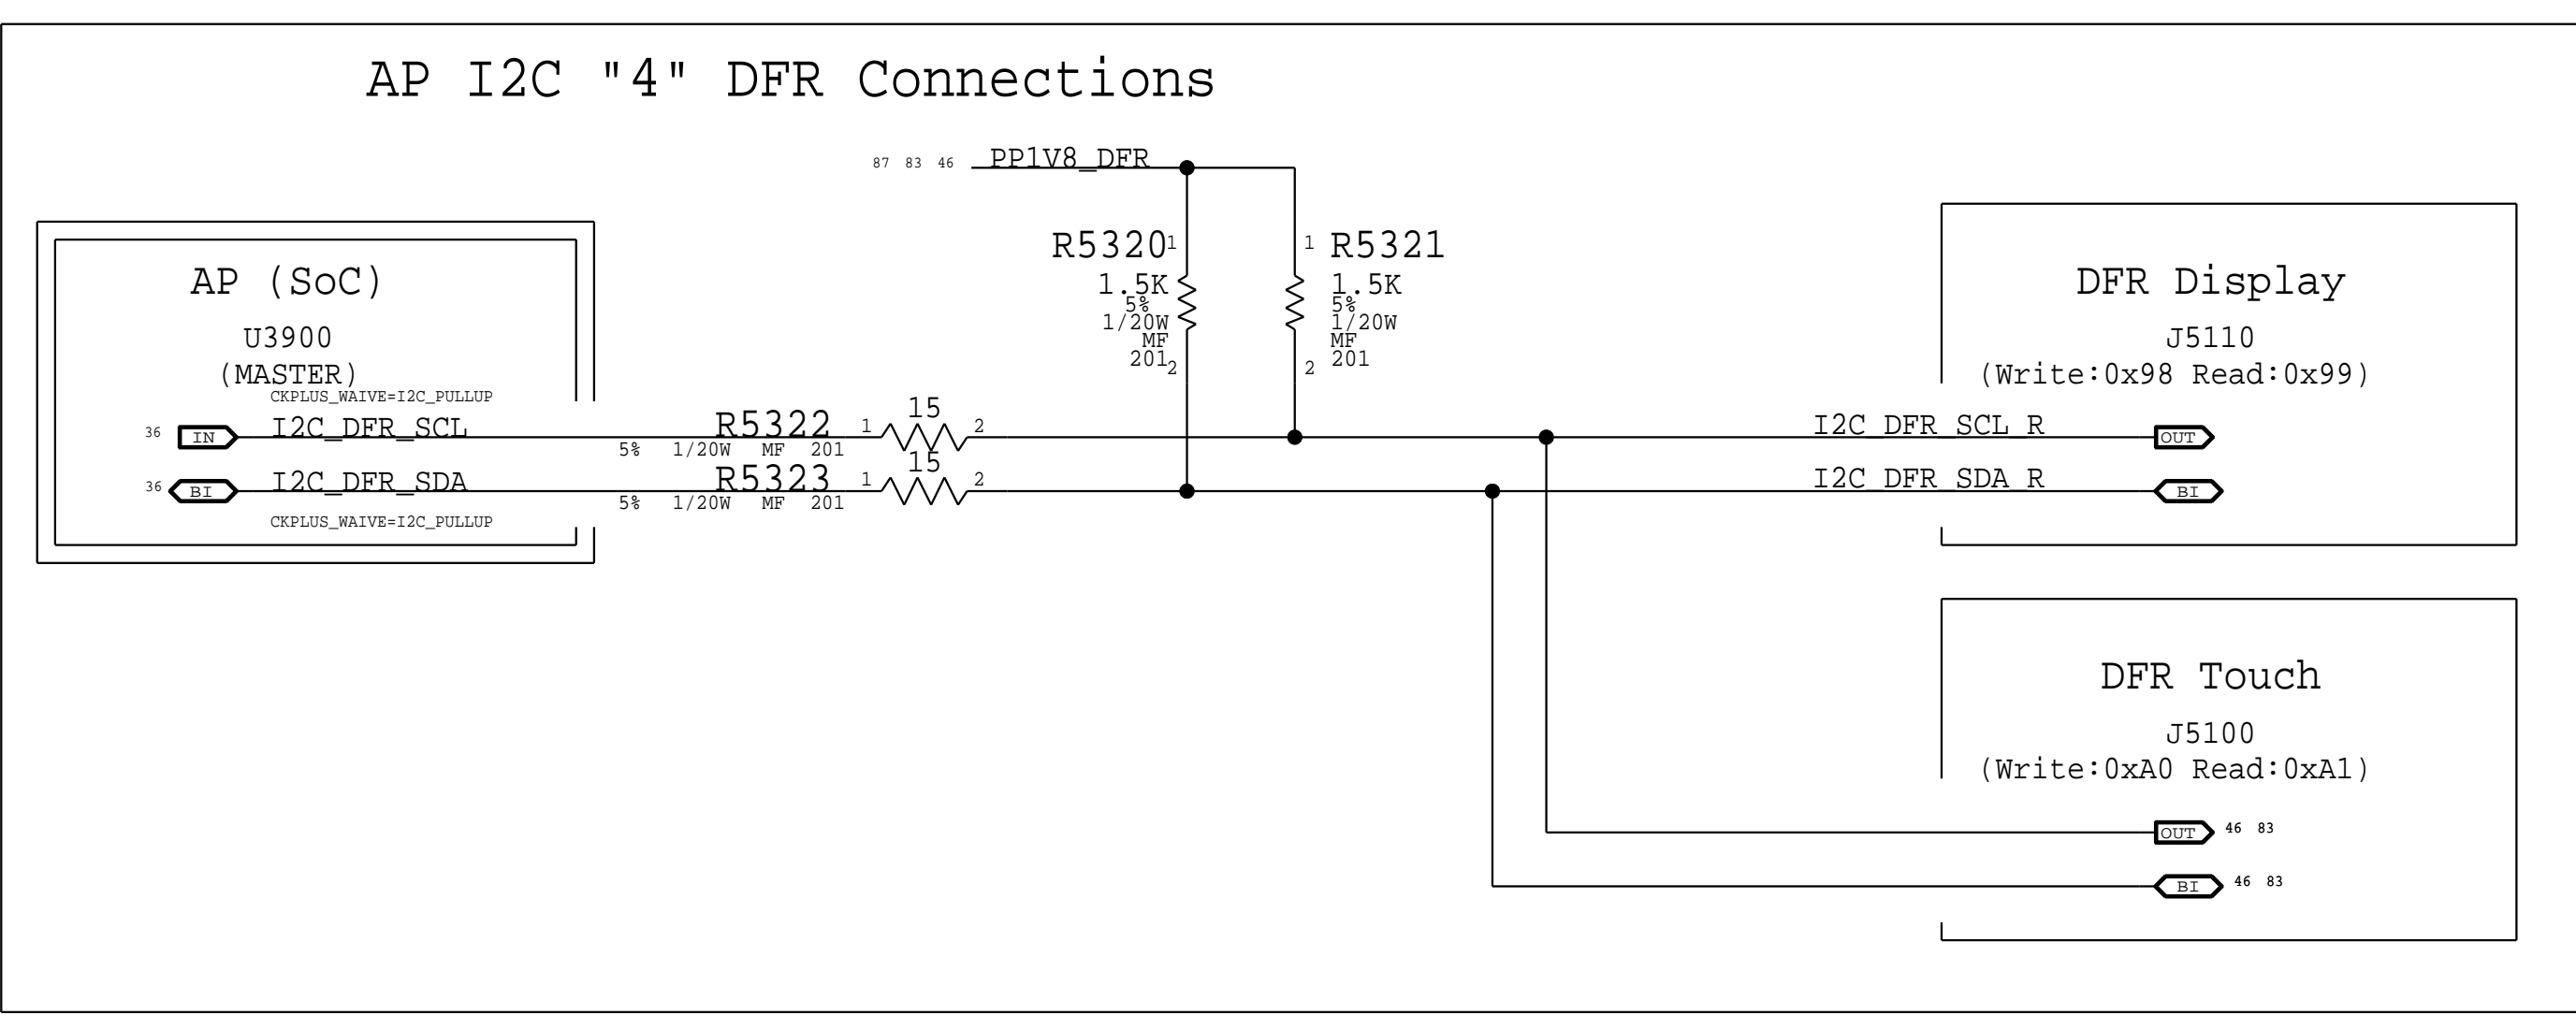 AP I2C "4" DFR Connections
87 83 46 PP1V8_DFR
AP (SoC)
U3900
(MASTER)
CKPLUS_WAIVE=I2C_PULLUP
36 IN I2C_DFR_SCL
36 BI I2C_DFR_SDA
CKPLUS_WAIVE=I2C_PULLUP
R5322 1 15 2
5% 1/20W MF 201
R5323 1 15 2
5% 1/20W MF 201
R5320 1
1.5K
5%
1/20W
MF
201 2
1 R5321
1.5K
5%
1/20W
MF
2 201
DFR Display
J5110
(Write:0x98 Read:0x99)
I2C_DFR_SCL_R OUT
I2C_DFR_SDA_R BI
DFR Touch
J5100
(Write:0xA0 Read:0xA1)
OUT 46 83
BI 46 83